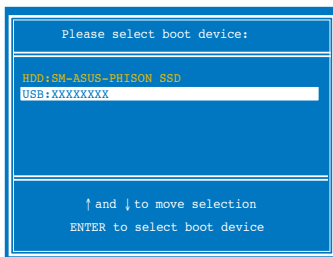 Please select boot device:
HDD:SM-ASUS-PHISON SSD
USB:XXXXXXXX
↑ and ↓ to move selection
ENTER to select boot device